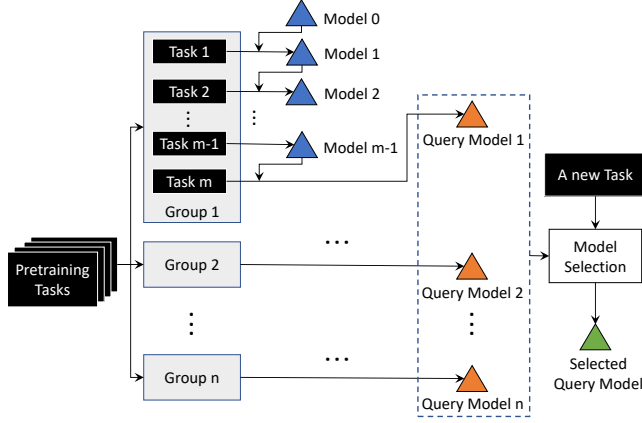 Model 0
Task 1
Model 1
Task 2
Model 2
Task m-1
Model m-1
Task m
Group 1
Query Model 1
A new Task
Pretraining
Tasks
Group 2
Query Model 2
Model
Selection
Group n
Query Model n
Selected
Query Model